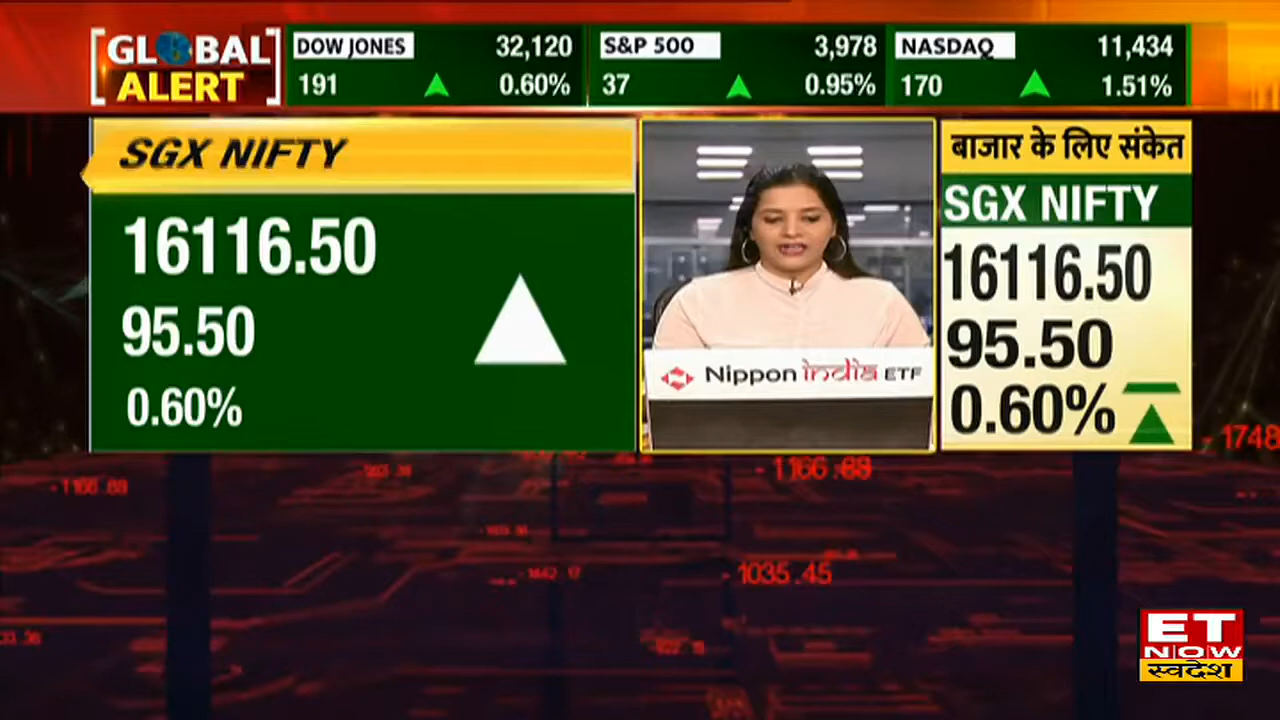 [GLOBAL ALERT]
DOW JONES 32,120
191 0.60%
S&P 500 3,978
37 0.95%
NASDAQ 11,434
170 1.51%
SGX NIFTY
16116.50
95.50
0.60%
Nippon india ETF
बाजार के लिए संकेत
SGX NIFTY
16116.50
95.50
0.60%
- 1748
- 1166.88
- 1166.88
- 1035.45
ET
NOW
स्वदेश